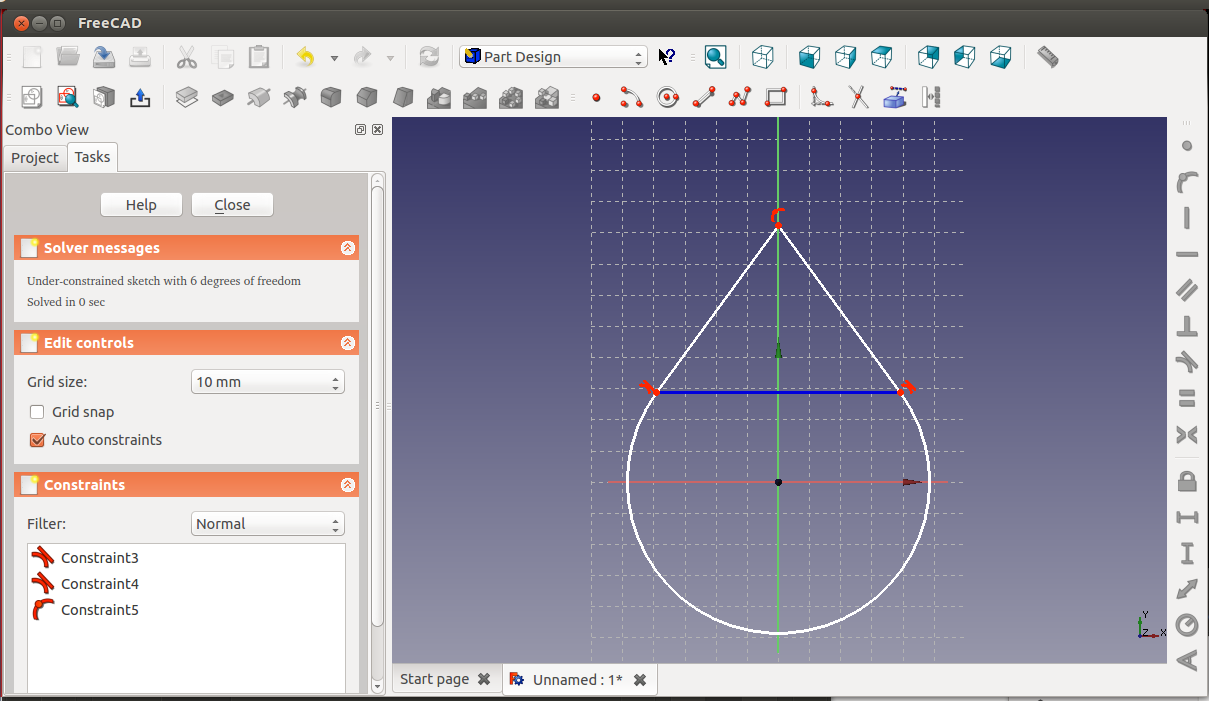 FreeCAD
Part Design
Combo View
Project
Tasks
Help
Close
Solver messages
Under-constrained sketch with 6 degrees of freedom
Solved in 0 sec
Edit controls
Grid size:
10 mm
Grid snap
Auto constraints
Constraints
Filter:
Normal
Constraint3
Constraint4
Constraint5
Y
Z
X
Start page
Unnamed : 1*